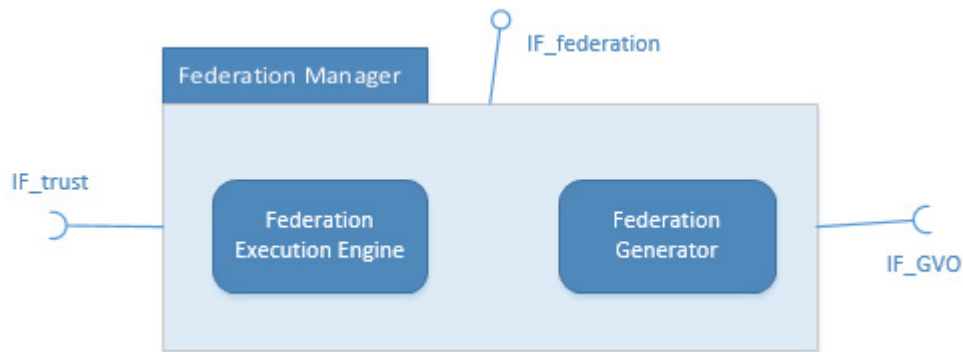 IF_federation
Federation Manager
IF_trust
Federation
Execution Engine
Federation
Generator
IF_GVO